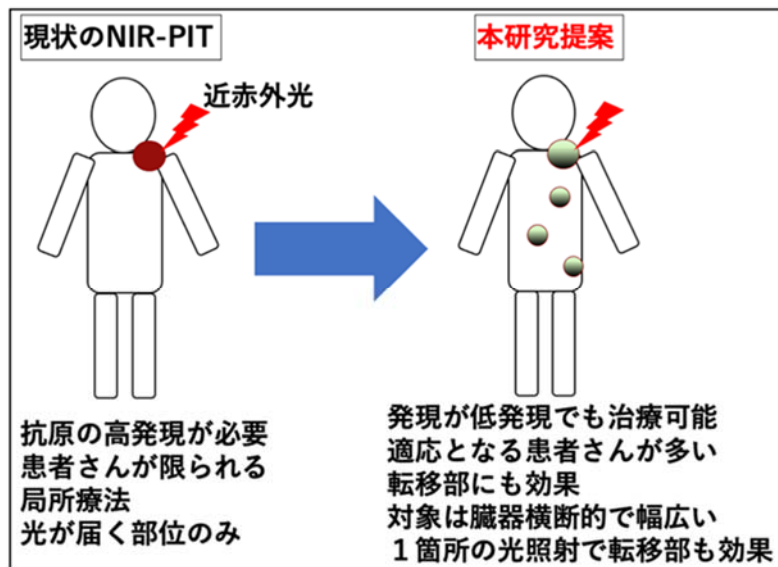 現状のNIR-PIT
近赤外光
抗原の高発現が必要
患者さんが限られる
局所療法
光が届く部位のみ
本研究提案
発現が低発現でも治療可能
適応となる患者さんが多い
転移部にも効果
対象は臓器横断的で幅広い
１箇所の光照射で転移部も効果